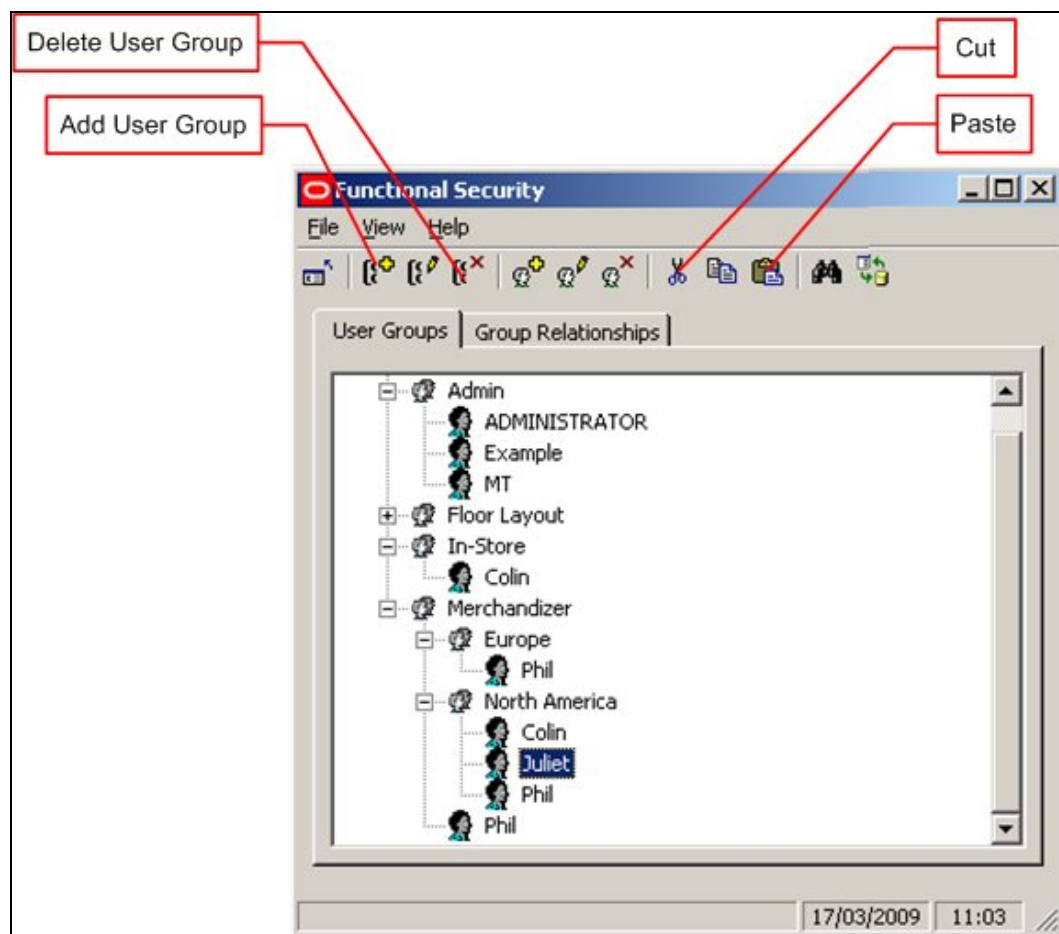 Delete User Group
Cut
Add User Group
Paste
Functional Security
File View Help
User Groups Group Relationships
Admin
ADMINISTRATOR
Example
MT
Floor Layout
In-Store
Colin
Merchandizer
Europe
Phil
North America
Colin
Juliet
Phil
Phil
17/03/2009 11:03